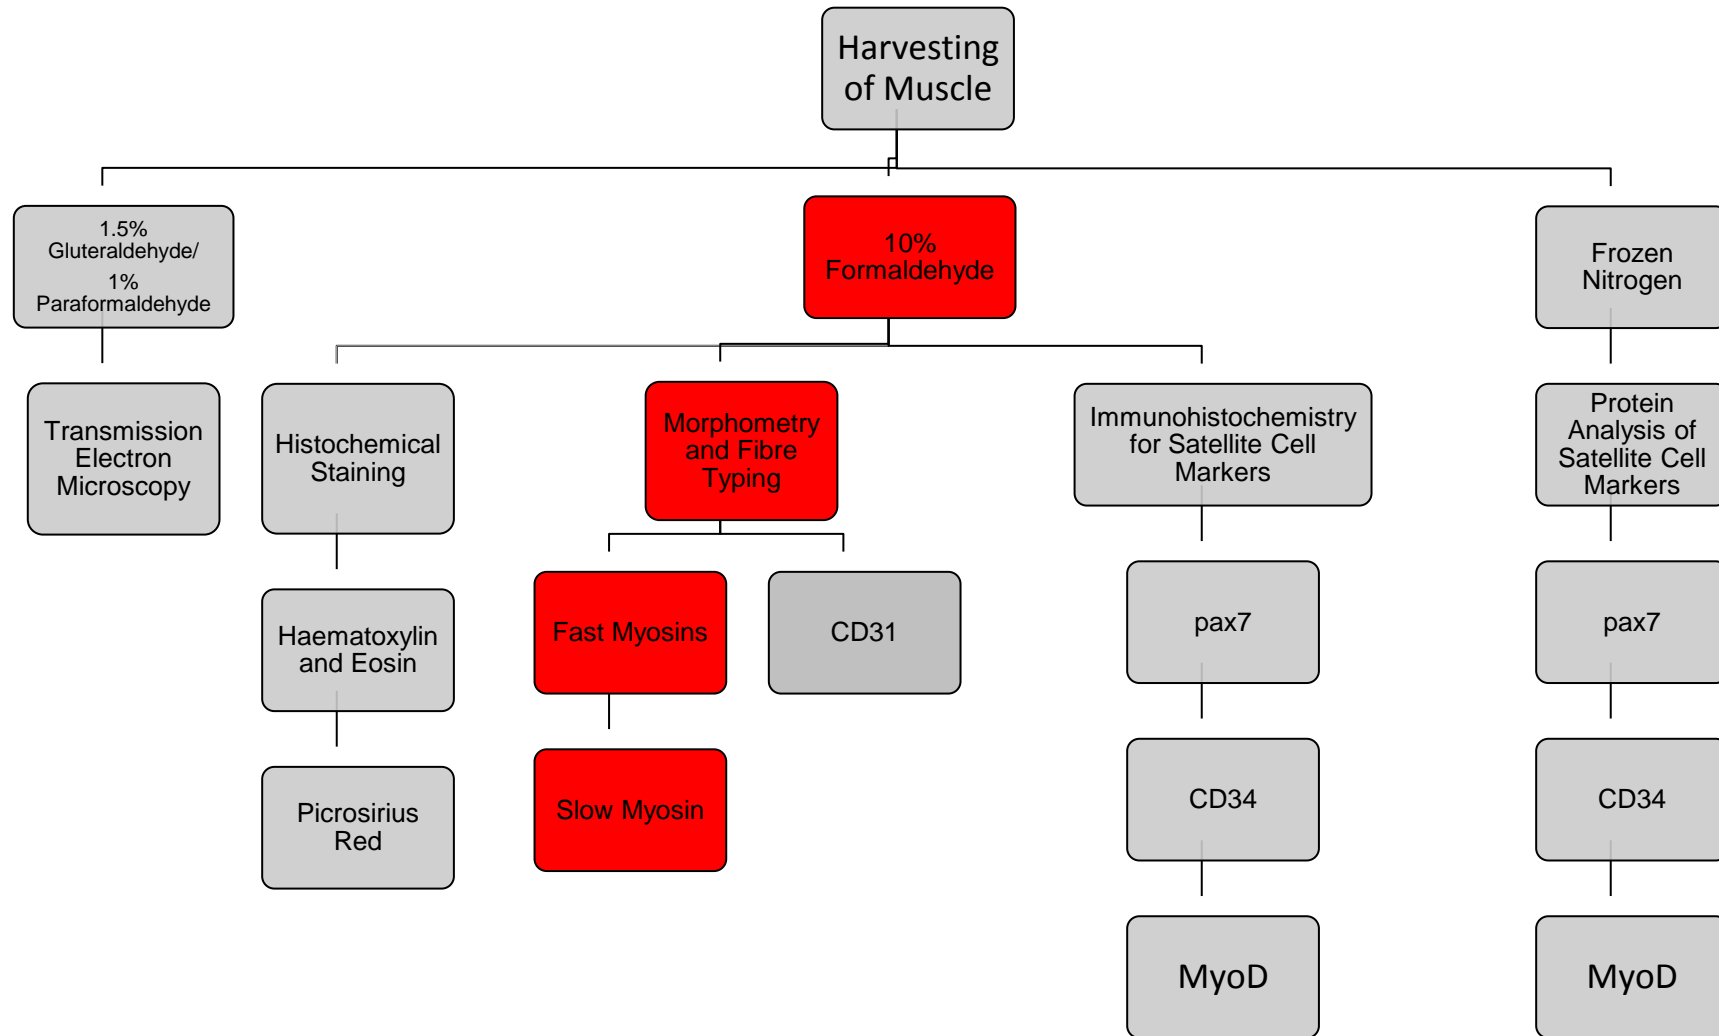 Harvesting
of Muscle
1.5%
Gluteraldehyde/
1%
Paraformaldehyde
10%
Formaldehyde
Frozen
Nitrogen
Transmission
Electron
Microscopy
Histochemical
Staining
Morphometry
and Fibre
Typing
Immunohistochemistry
for Satellite Cell
Markers
Protein
Analysis of
Satellite Cell
Markers
Haematoxylin
and Eosin
Fast Myosins
CD31
pax7
pax7
Picrosirius
Red
Slow Myosin
CD34
CD34
MyoD
MyoD